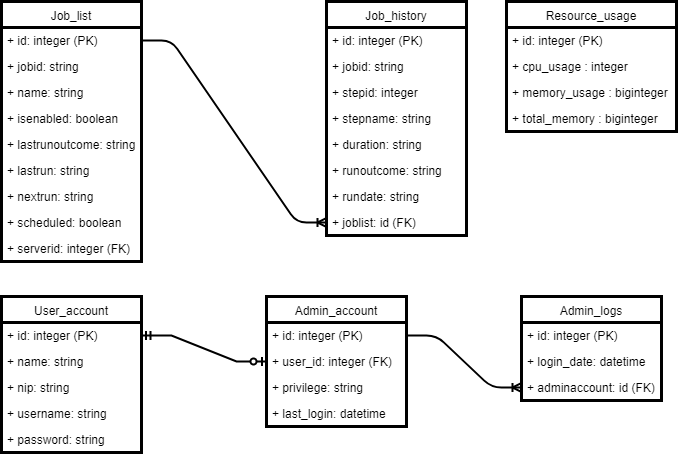 Job_list
+ id: integer (PK)
+ jobid: string
+ name: string
+ isenabled: boolean
+ lastrunoutcome: string
+ lastrun: string
+ nextrun: string
+ scheduled: boolean
+ serverid: integer (FK)
Job_history
+ id: integer (PK)
+ jobid: string
+ stepid: integer
+ stepname: string
+ duration: string
+ runoutcome: string
+ rundate: string
+ joblist: id (FK)
Resource_usage
+ id: integer (PK)
+ cpu_usage : integer
+ memory_usage : biginteger
+ total_memory : biginteger
User_account
+ id: integer (PK)
+ name: string
+ nip: string
+ username: string
+ password: string
Admin_account
+ id: integer (PK)
+ user_id: integer (FK)
+ privilege: string
+ last_login: datetime
Admin_logs
+ id: integer (PK)
+ login_date: datetime
+ adminaccount: id (FK)